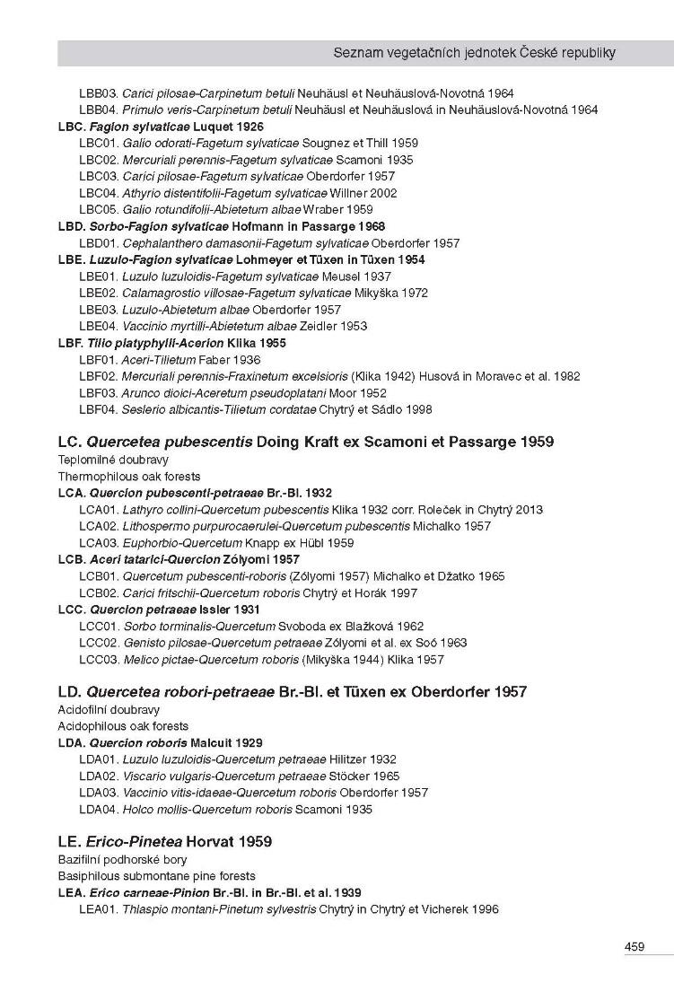 Seznam vegetačních jednotek České republiky
LBB03. Carici pilosae-Carpinetum betuli Neuhäusl et Neuhäuslová-Novotná 1964
LBB04. Primulo veris-Carpinetum betuli Neuhäusl et Neuhäuslová in Neuhäuslová-Novotná 1964
LBC. Fagion sylvaticae Luquet 1926
LBC01. Galio odorati-Fagetum sylvaticae Sougnez et Thill 1959
LBC02. Mercuriali perennis-Fagetum sylvaticae Scamoni 1935
LBC03. Carici pilosae-Fagetum sylvaticae Oberdorfer 1957
LBC04. Athyrio distentifolii-Fagetum sylvaticae Willner 2002
LBC05. Galio rotundifolii-Abietetum albae Wraber 1959
LBD. Sorbo-Fagion sylvaticae Hofmann in Passarge 1968
LBD01. Cephalanthero damasonii-Fagetum sylvaticae Oberdorfer 1957
LBE. Luzulo-Fagion sylvaticae Lohmeyer et Tüxen in Tüxen 1954
LBE01. Luzulo luzuloidis-Fagetum sylvaticae Meusel 1937
LBE02. Calamagrostio villosae-Fagetum sylvaticae Mikyška 1972
LBE03. Luzulo-Abietetum albae Oberdorfer 1957
LBE04. Vaccinio myrtilli-Abietetum albae Zeidler 1953
LBF. Tilio platyphylli-Acerion Klika 1955
LBF01. Aceri-Tilietum Faber 1936
LBF02. Mercuriali perennis-Fraxinetum excelsioris (Klika 1942) Husová in Moravec et al. 1982
LBF03. Arunco dioici-Aceretum pseudoplatani Moor 1952
LBF04. Seslerio albicantis-Tilietum cordatae Chytrý et Sádlo 1998
LC. Quercetea pubescentis Doing Kraft ex Scamoni et Passarge 1959
Teplomilné doubravy
Thermophilous oak forests
LCA. Quercion pubescenti-petraeae Br.-Bl. 1932
LCA01. Lathyro collini-Quercetum pubescentis Klika 1932 corr. Roleček in Chytrý 2013
LCA02. Lithospermo purpurocaerulei-Quercetum pubescentis Michalko 1957
LCA03. Euphorbio-Quercetum Knapp ex Hübl 1959
LCB. Aceri tatarici-Quercion Zólyomi 1957
LCB01. Quercetum pubescenti-roboris (Zólyomi 1957) Michalko et Džatko 1965
LCB02. Carici fritschii-Quercetum roboris Chytrý et Horák 1997
LCC. Quercion petraeae Issler 1931
LCC01. Sorbo torminalis-Quercetum Svoboda ex Blažková 1962
LCC02. Genisto pilosae-Quercetum petraeae Zólyomi et al. ex Soó 1963
LCC03. Melico pictae-Quercetum roboris (Mikyška 1944) Klika 1957
LD. Quercetea robori-petraeae Br.-Bl. et Tüxen ex Oberdorfer 1957
Acidofilní doubravy
Acidophilous oak forests
LDA. Quercion roboris Malcuit 1929
LDA01. Luzulo luzuloidis-Quercetum petraeae Hilitzer 1932
LDA02. Viscario vulgaris-Quercetum petraeae Stöcker 1965
LDA03. Vaccinio vitis-idaeae-Quercetum roboris Oberdorfer 1957
LDA04. Holco mollis-Quercetum roboris Scamoni 1935
LE. Erico-Pinetea Horvat 1959
Bazifilní podhorské bory
Basiphilous submontane pine forests
LEA. Erico carneae-Pinion Br.-Bl. in Br.-Bl. et al. 1939
LEA01. Thlaspio montani-Pinetum sylvestris Chytrý in Chytrý et Vicherek 1996
459